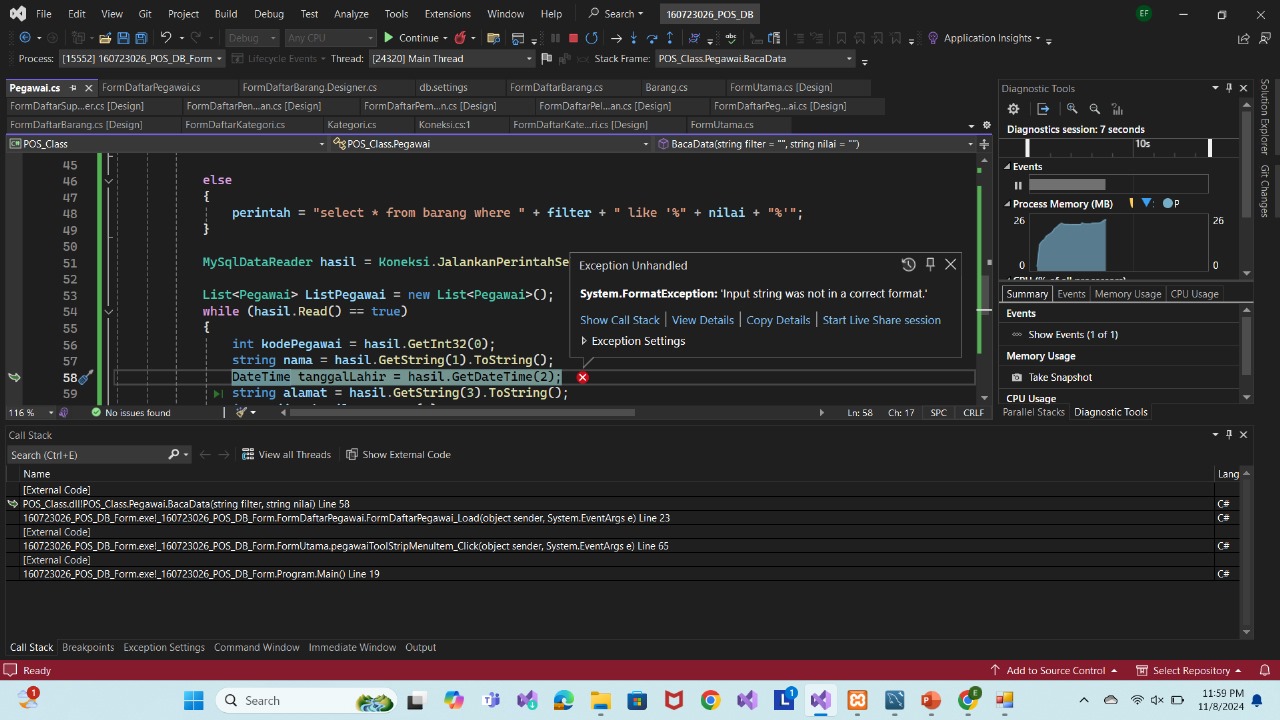 File Edit View Git Project Build Debug Test Analyze Tools Extensions Window Help Search 160723026_POS_DB EF
Debug Any CPU Continue Application Insights
Process: [15552] 160723026_POS_DB_Form Lifecycle Events Thread: [24320] Main Thread Stack Frame: POS_Class.Pegawai.BacaData
Pegawai.cs FormDaftarPegawai.cs FormDaftarBarang.Designer.cs db.settings FormDaftarBarang.cs Barang.cs FormUtama.cs [Design]
FormDaftarSup...er.cs [Design] FormDaftarPen...an.cs [Design] FormDaftarPem...an.cs [Design] FormDaftarPel...an.cs [Design] FormDaftarPeg...ai.cs [Design]
FormDaftarBarang.cs [Design] FormDaftarKategori.cs Kategori.cs Koneksi.cs:1 FormDaftarKate...ri.cs [Design] FormUtama.cs
POS_Class POS_Class.Pegawai BacaData(string filter = "", string nilai = "")
45
46 else
47 {
48 perintah = "select * from barang where " + filter + " like '%" + nilai + "%'";
49 }
50
51 MySqlDataReader hasil = Koneksi.JalankanPerintahSe
52
53 List<Pegawai> ListPegawai = new List<Pegawai>();
54 while (hasil.Read() == true)
55 {
56 int kodePegawai = hasil.GetInt32(0);
57 string nama = hasil.GetString(1).ToString();
58 DateTime tanggalLahir = hasil.GetDateTime(2);
59 string alamat = hasil.GetString(3).ToString();
Exception Unhandled
System.FormatException: 'Input string was not in a correct format.'
Show Call Stack | View Details | Copy Details | Start Live Share session
Exception Settings
116 % No issues found Ln: 58 Ch: 17 SPC CRLF
Diagnostic Tools
Diagnostics session: 7 seconds
10s
Events
Process Memory (MB) P
26 26
0 0
CPU (% of all processors)
Summary Events Memory Usage CPU Usage
Events
Show Events (1 of 1)
Memory Usage
Take Snapshot
CPU Usage
Parallel Stacks Diagnostic Tools
Solution Explorer
Git Changes
Call Stack
Search (Ctrl+E) View all Threads Show External Code
Name Lang
[External Code]
POS_Class.dll!POS_Class.Pegawai.BacaData(string filter, string nilai) Line 58 C#
160723026_POS_DB_Form.exe!_160723026_POS_DB_Form.FormDaftarPegawai.FormDaftarPegawai_Load(object sender, System.EventArgs e) Line 23 C#
[External Code]
160723026_POS_DB_Form.exe!_160723026_POS_DB_Form.FormUtama.pegawaiToolStripMenuItem_Click(object sender, System.EventArgs e) Line 65 C#
[External Code]
160723026_POS_DB_Form.exe!_160723026_POS_DB_Form.Program.Main() Line 19 C#
Call Stack Breakpoints Exception Settings Command Window Immediate Window Output
Ready Add to Source Control Select Repository
1 Search 1 E 11:59 PM
11/8/2024